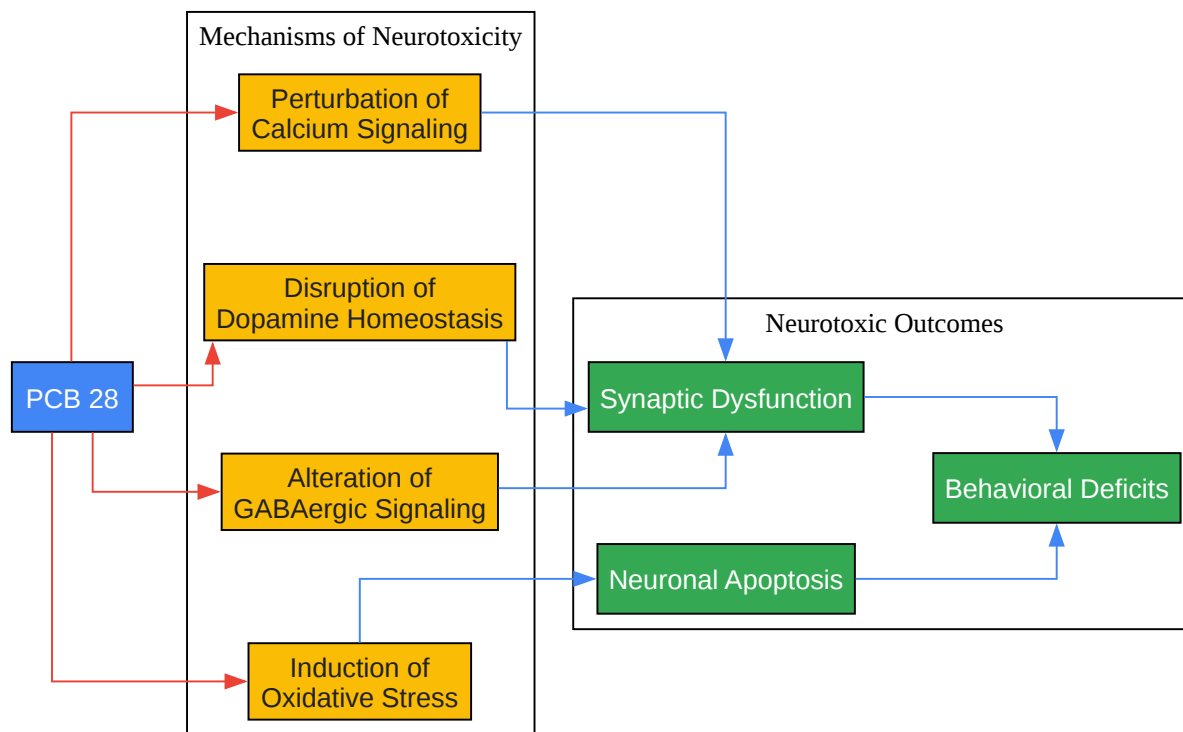 Mechanisms of Neurotoxicity
Perturbation of
Calcium Signaling
Disruption of
Dopamine Homeostasis
Neurotoxic Outcomes
PCB 28
Synaptic Dysfunction
Alteration of
GABAergic Signaling
Behavioral Deficits
Neuronal Apoptosis
Induction of
Oxidative Stress